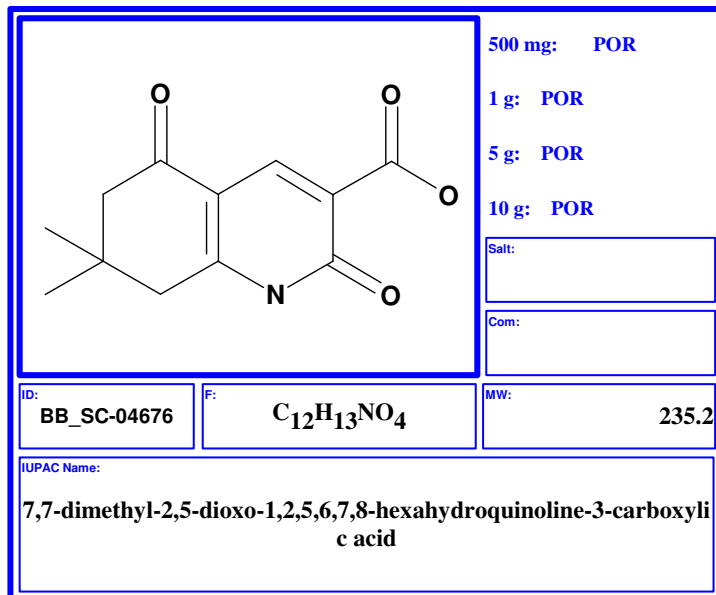 O
O
O
N
O
500 mg: POR
1 g: POR
5 g: POR
10 g: POR
Salt:
Com:
ID:
BB_SC-04676
F:
C12H13NO4
MW:
235.2
IUPAC Name:
7,7-dimethyl-2,5-dioxo-1,2,5,6,7,8-hexahydroquinoline-3-carboxyli
c acid